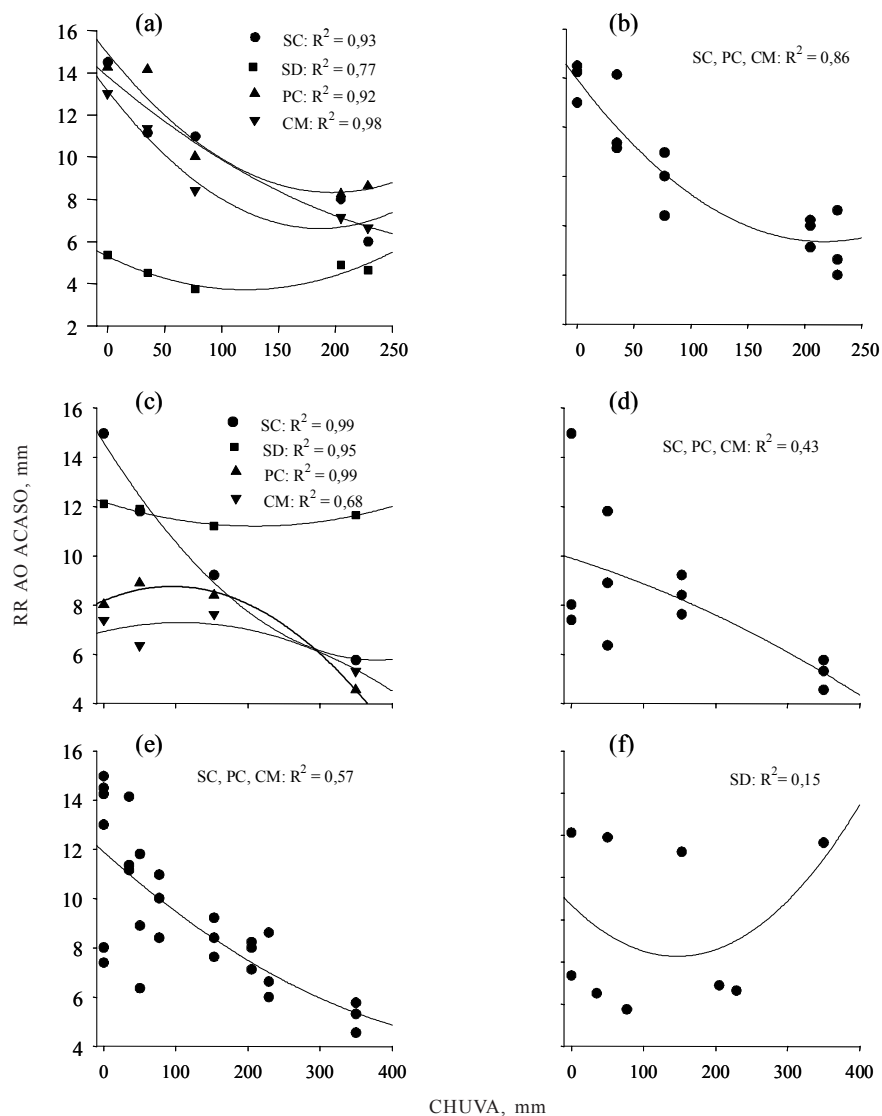 (a)
16
14
12
10
8
6
4
2
SC: R² = 0,93
SD: R² = 0,77
PC: R² = 0,92
CM: R² = 0,98
0 50 100 150 200 250
(b)
SC, PC, CM: R² = 0,86
0 50 100 150 200 250
RR AO ACASO, mm
(c)
16
14
12
10
8
6
4
SC: R² = 0,99
SD: R² = 0,95
PC: R² = 0,99
CM: R² = 0,68
(d)
SC, PC, CM: R² = 0,43
(e)
16
14
12
10
8
6
4
SC, PC, CM: R² = 0,57
0 100 200 300 400
(f)
SD: R² = 0,15
0 100 200 300 400
CHUVA, mm